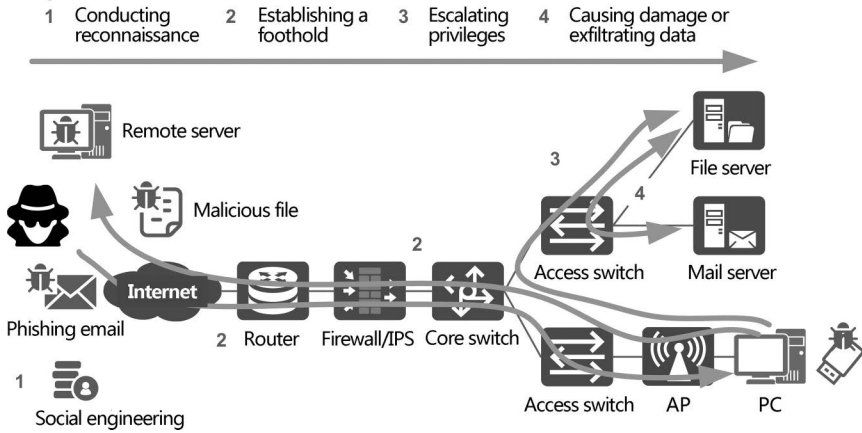 1 Conducting reconnaissance
2 Establishing a foothold
3 Escalating privileges
4 Causing damage or exfiltrating data
Remote server
Malicious file
Phishing email
Internet
2
Router
Firewall/IPS
2
Core switch
3
4
File server
Access switch
Mail server
1
Social engineering
Access switch
AP
PC